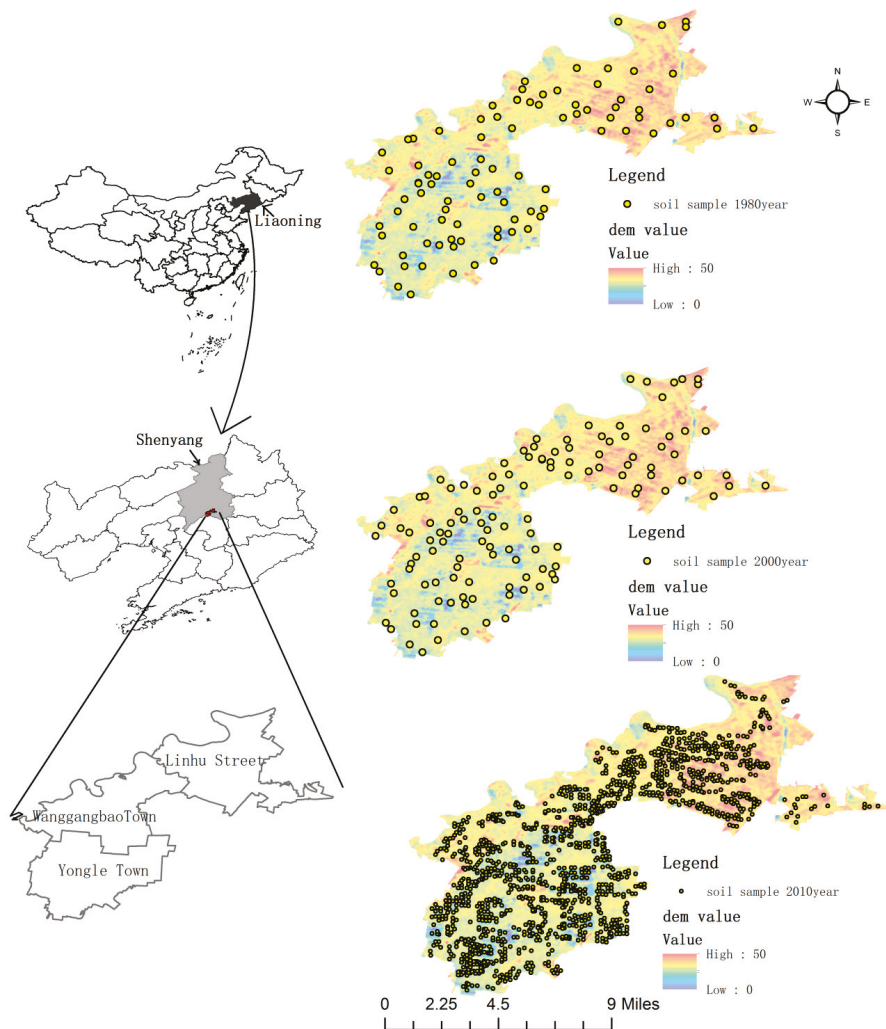 Liaoning
Shenyang
Linhu Street
WanggangbaoTown
Yongle Town
N
W
E
S
Legend
soil sample 1980year
dem value
Value
High : 50
Low : 0
Legend
soil sample 2000year
dem value
Value
High : 50
Low : 0
Legend
soil sample 2010year
dem value
Value
High : 50
Low : 0
0 2.25 4.5 9 Miles